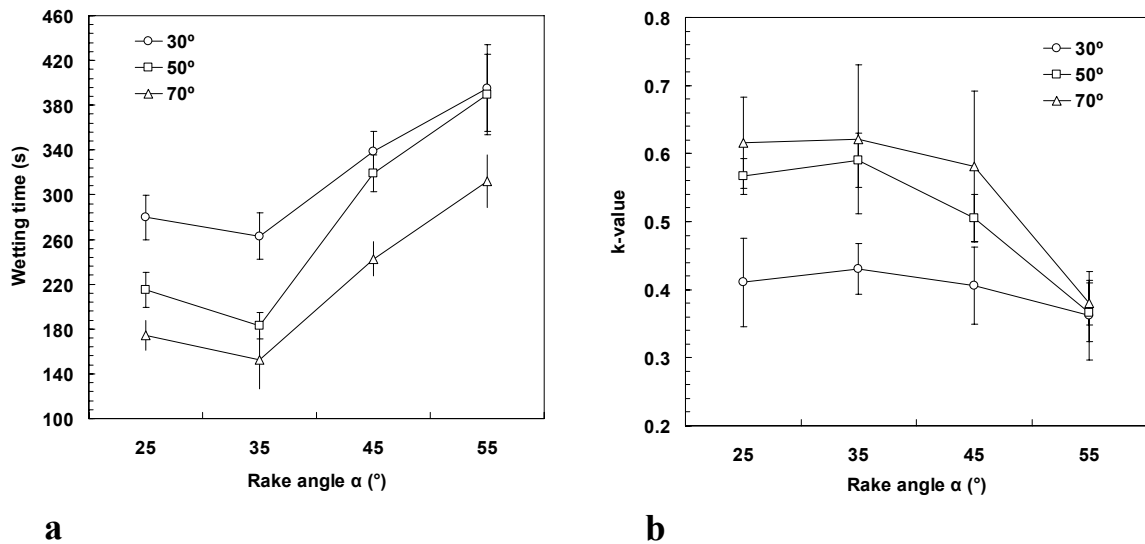 460
420
380
340
300
260
220
180
140
100
Wetting time (s)
30º
50º
70º
25 35 45 55
Rake angle α (°)
a
0.8
0.7
0.6
0.5
0.4
0.3
0.2
k-value
30º
50º
70º
25 35 45 55
Rake angle α (°)
b